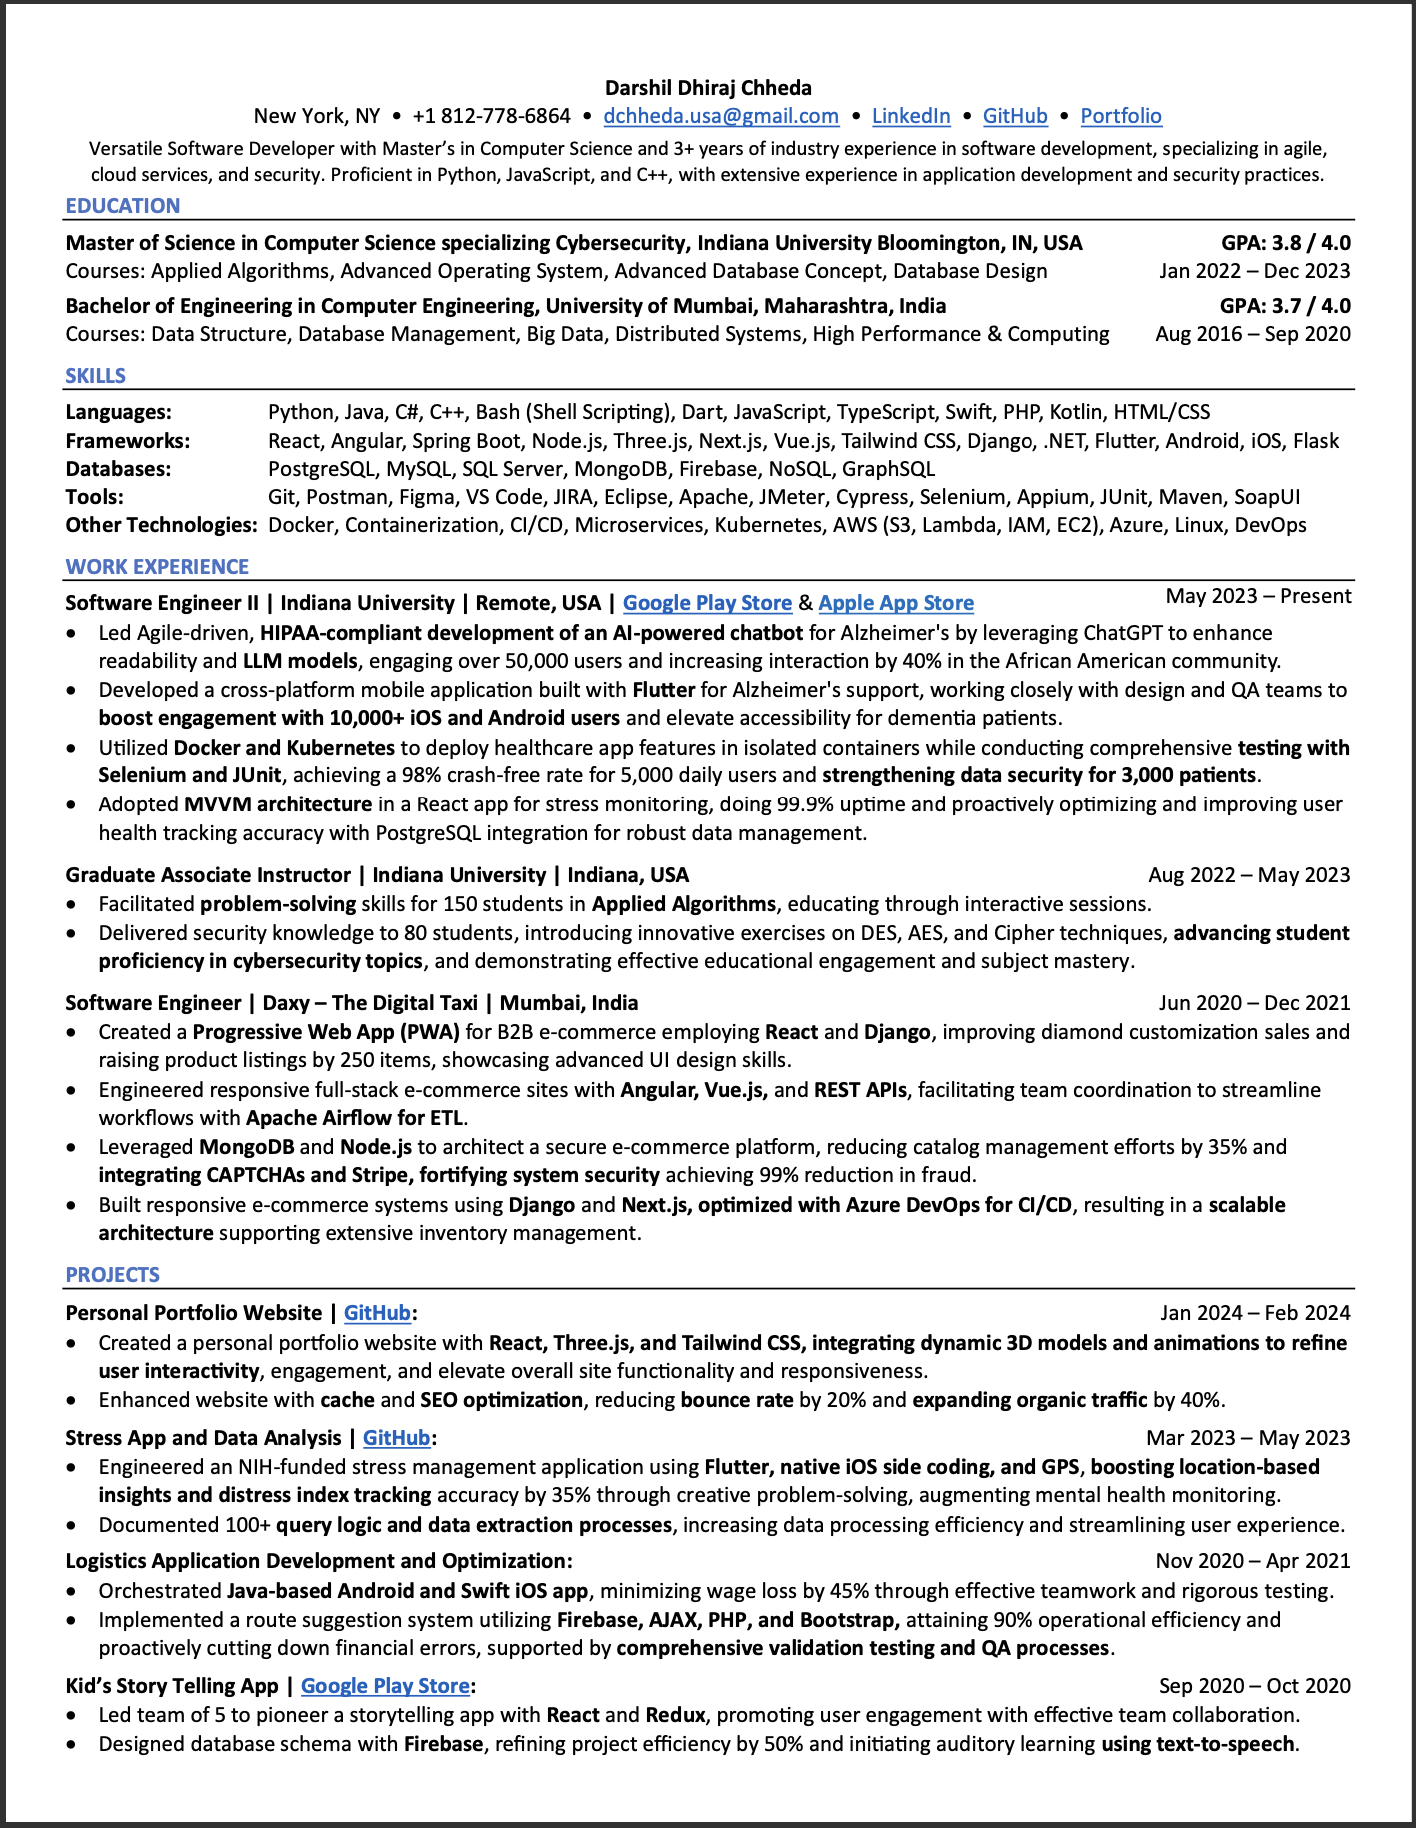 Darshil Dhiraj Chheda
New York, NY • +1 812-778-6864 • dchheda.usa@gmail.com • LinkedIn • GitHub • Portfolio
Versatile Software Developer with Master’s in Computer Science and 3+ years of industry experience in software development, specializing in agile,
cloud services, and security. Proficient in Python, JavaScript, and C++, with extensive experience in application development and security practices.
EDUCATION
Master of Science in Computer Science specializing Cybersecurity, Indiana University Bloomington, IN, USA GPA: 3.8 / 4.0
Courses: Applied Algorithms, Advanced Operating System, Advanced Database Concept, Database Design Jan 2022 – Dec 2023
Bachelor of Engineering in Computer Engineering, University of Mumbai, Maharashtra, India GPA: 3.7 / 4.0
Courses: Data Structure, Database Management, Big Data, Distributed Systems, High Performance & Computing Aug 2016 – Sep 2020
SKILLS
Languages: Python, Java, C#, C++, Bash (Shell Scripting), Dart, JavaScript, TypeScript, Swift, PHP, Kotlin, HTML/CSS
Frameworks: React, Angular, Spring Boot, Node.js, Three.js, Next.js, Vue.js, Tailwind CSS, Django, .NET, Flutter, Android, iOS, Flask
Databases: PostgreSQL, MySQL, SQL Server, MongoDB, Firebase, NoSQL, GraphSQL
Tools: Git, Postman, Figma, VS Code, JIRA, Eclipse, Apache, JMeter, Cypress, Selenium, Appium, JUnit, Maven, SoapUI
Other Technologies: Docker, Containerization, CI/CD, Microservices, Kubernetes, AWS (S3, Lambda, IAM, EC2), Azure, Linux, DevOps
WORK EXPERIENCE
Software Engineer II | Indiana University | Remote, USA | Google Play Store & Apple App Store May 2023 – Present
• Led Agile-driven, HIPAA-compliant development of an AI-powered chatbot for Alzheimer's by leveraging ChatGPT to enhance
readability and LLM models, engaging over 50,000 users and increasing interaction by 40% in the African American community.
• Developed a cross-platform mobile application built with Flutter for Alzheimer's support, working closely with design and QA teams to
boost engagement with 10,000+ iOS and Android users and elevate accessibility for dementia patients.
• Utilized Docker and Kubernetes to deploy healthcare app features in isolated containers while conducting comprehensive testing with
Selenium and JUnit, achieving a 98% crash-free rate for 5,000 daily users and strengthening data security for 3,000 patients.
• Adopted MVVM architecture in a React app for stress monitoring, doing 99.9% uptime and proactively optimizing and improving user
health tracking accuracy with PostgreSQL integration for robust data management.
Graduate Associate Instructor | Indiana University | Indiana, USA Aug 2022 – May 2023
• Facilitated problem-solving skills for 150 students in Applied Algorithms, educating through interactive sessions.
• Delivered security knowledge to 80 students, introducing innovative exercises on DES, AES, and Cipher techniques, advancing student
proficiency in cybersecurity topics, and demonstrating effective educational engagement and subject mastery.
Software Engineer | Daxy – The Digital Taxi | Mumbai, India Jun 2020 – Dec 2021
• Created a Progressive Web App (PWA) for B2B e-commerce employing React and Django, improving diamond customization sales and
raising product listings by 250 items, showcasing advanced UI design skills.
• Engineered responsive full-stack e-commerce sites with Angular, Vue.js, and REST APIs, facilitating team coordination to streamline
workflows with Apache Airflow for ETL.
• Leveraged MongoDB and Node.js to architect a secure e-commerce platform, reducing catalog management efforts by 35% and
integrating CAPTCHAs and Stripe, fortifying system security achieving 99% reduction in fraud.
• Built responsive e-commerce systems using Django and Next.js, optimized with Azure DevOps for CI/CD, resulting in a scalable
architecture supporting extensive inventory management.
PROJECTS
Personal Portfolio Website | GitHub: Jan 2024 – Feb 2024
• Created a personal portfolio website with React, Three.js, and Tailwind CSS, integrating dynamic 3D models and animations to refine
user interactivity, engagement, and elevate overall site functionality and responsiveness.
• Enhanced website with cache and SEO optimization, reducing bounce rate by 20% and expanding organic traffic by 40%.
Stress App and Data Analysis | GitHub: Mar 2023 – May 2023
• Engineered an NIH-funded stress management application using Flutter, native iOS side coding, and GPS, boosting location-based
insights and distress index tracking accuracy by 35% through creative problem-solving, augmenting mental health monitoring.
• Documented 100+ query logic and data extraction processes, increasing data processing efficiency and streamlining user experience.
Logistics Application Development and Optimization: Nov 2020 – Apr 2021
• Orchestrated Java-based Android and Swift iOS app, minimizing wage loss by 45% through effective teamwork and rigorous testing.
• Implemented a route suggestion system utilizing Firebase, AJAX, PHP, and Bootstrap, attaining 90% operational efficiency and
proactively cutting down financial errors, supported by comprehensive validation testing and QA processes.
Kid’s Story Telling App | Google Play Store: Sep 2020 – Oct 2020
• Led team of 5 to pioneer a storytelling app with React and Redux, promoting user engagement with effective team collaboration.
• Designed database schema with Firebase, refining project efficiency by 50% and initiating auditory learning using text-to-speech.